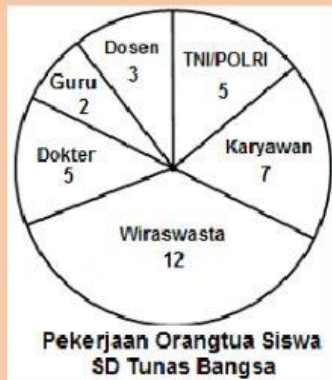 Dosen
3
TNI/POLRI
5
Guru
2
Karyawan
7
Dokter
5
Wiraswasta
12
Pekerjaan Orangtua Siswa
SD Tunas Bangsa